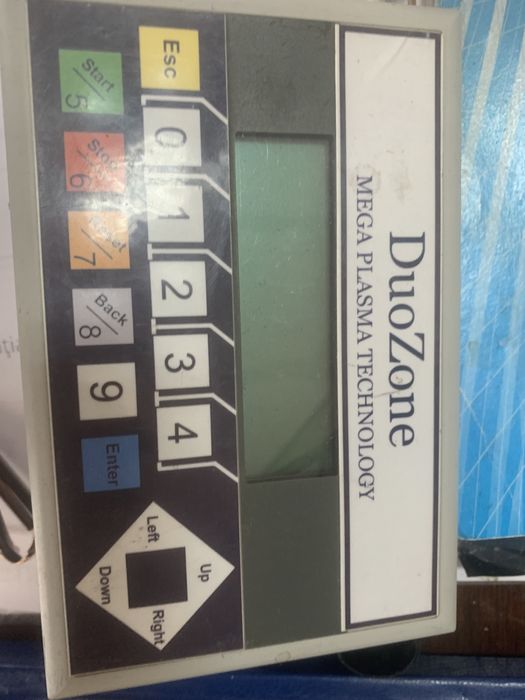 DuoZone
MEGA PLASMA TECHNOLOGY
Esc 0 1 2 3 4
Start/5 Stop/6 /7 Back/8 9 Enter
Up
Left Right
Down